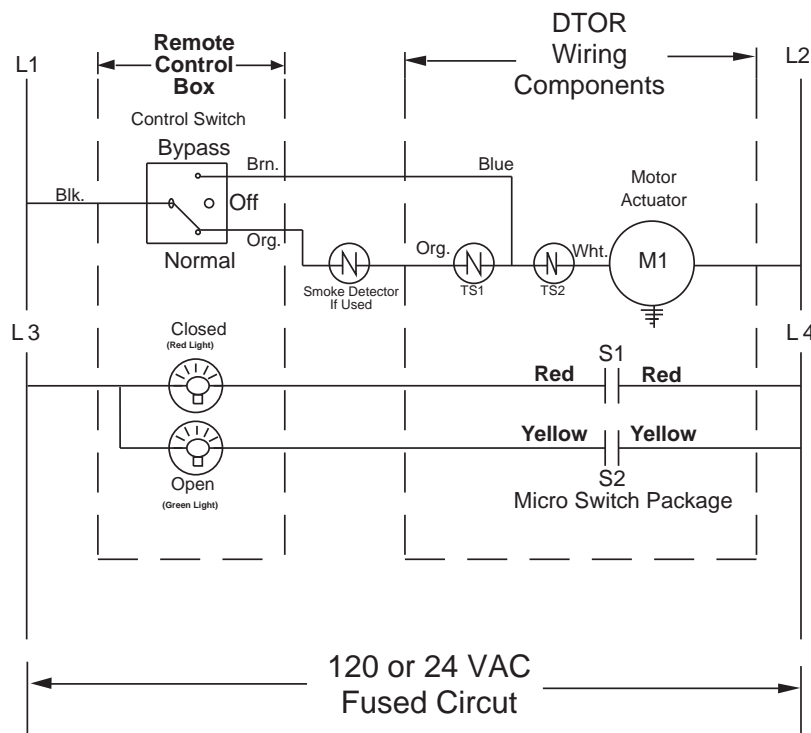 DTOR
Wiring
Components
Remote
Control
Box
L1
L2
Control Switch
Bypass
Brn.
Blue
Motor
Actuator
Blk.
Off
Org.
Normal
Org.
Wht.
M1
Smoke Detector
If Used
TS1
TS2
L3
Closed
(Red Light)
L4
S1
Red
Red
Yellow
Yellow
Open
(Green Light)
S2
Micro Switch Package
120 or 24 VAC
Fused Circut